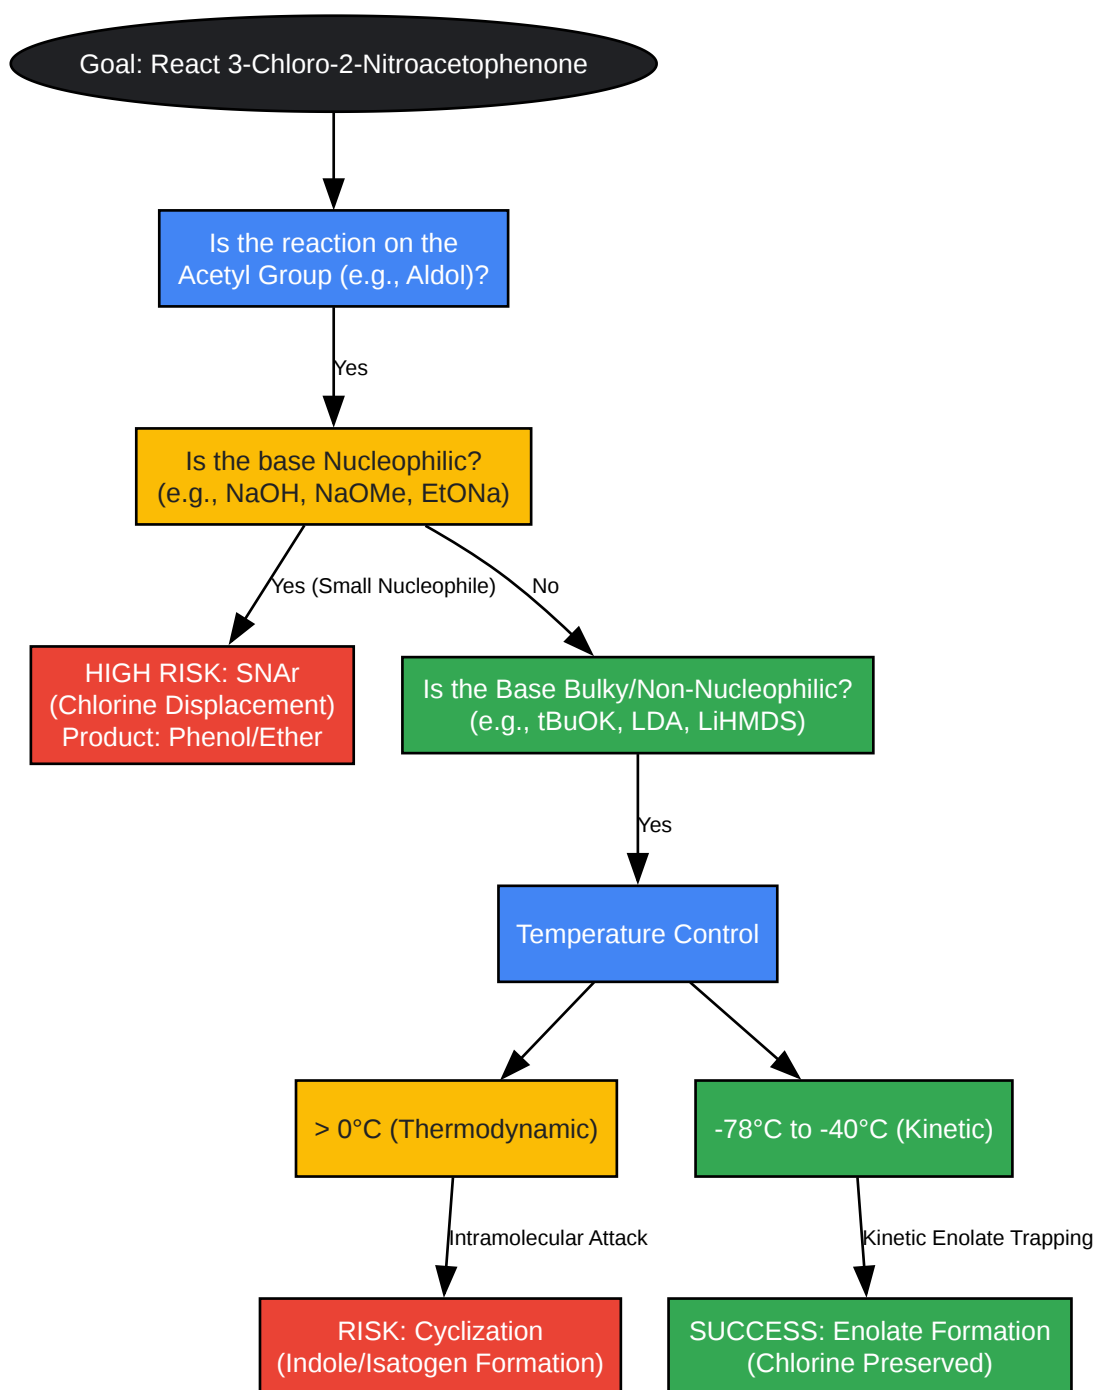 Goal: React 3-Chloro-2-Nitroacetophenone
Is the reaction on the
Acetyl Group (e.g., Aldol)?
Yes
Is the base Nucleophilic?
(e.g., NaOH, NaOMe, EtONa)
Yes (Small Nucleophile)
No
HIGH RISK: SNAr
(Chlorine Displacement)
Product: Phenol/Ether
Is the Base Bulky/Non-Nucleophilic?
(e.g., tBuOK, LDA, LiHMDS)
Yes
Temperature Control
> 0°C (Thermodynamic)
-78°C to -40°C (Kinetic)
Intramolecular Attack
Kinetic Enolate Trapping
RISK: Cyclization
(Indole/Isatogen Formation)
SUCCESS: Enolate Formation
(Chlorine Preserved)